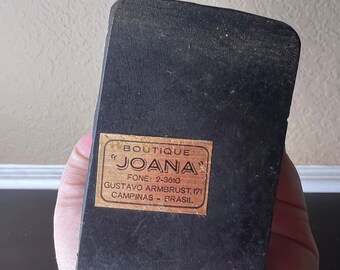 BOUTIQUE
"JOANA"
FONE: 2-3610
GUSTAVO ARMBRUST, 171
CAMPINAS - BRASIL